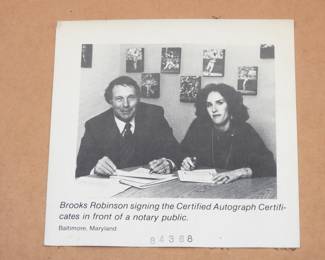 Brooks Robinson signing the Certified Autograph Certifi-
cates in front of a notary public.
Baltimore, Maryland
84368